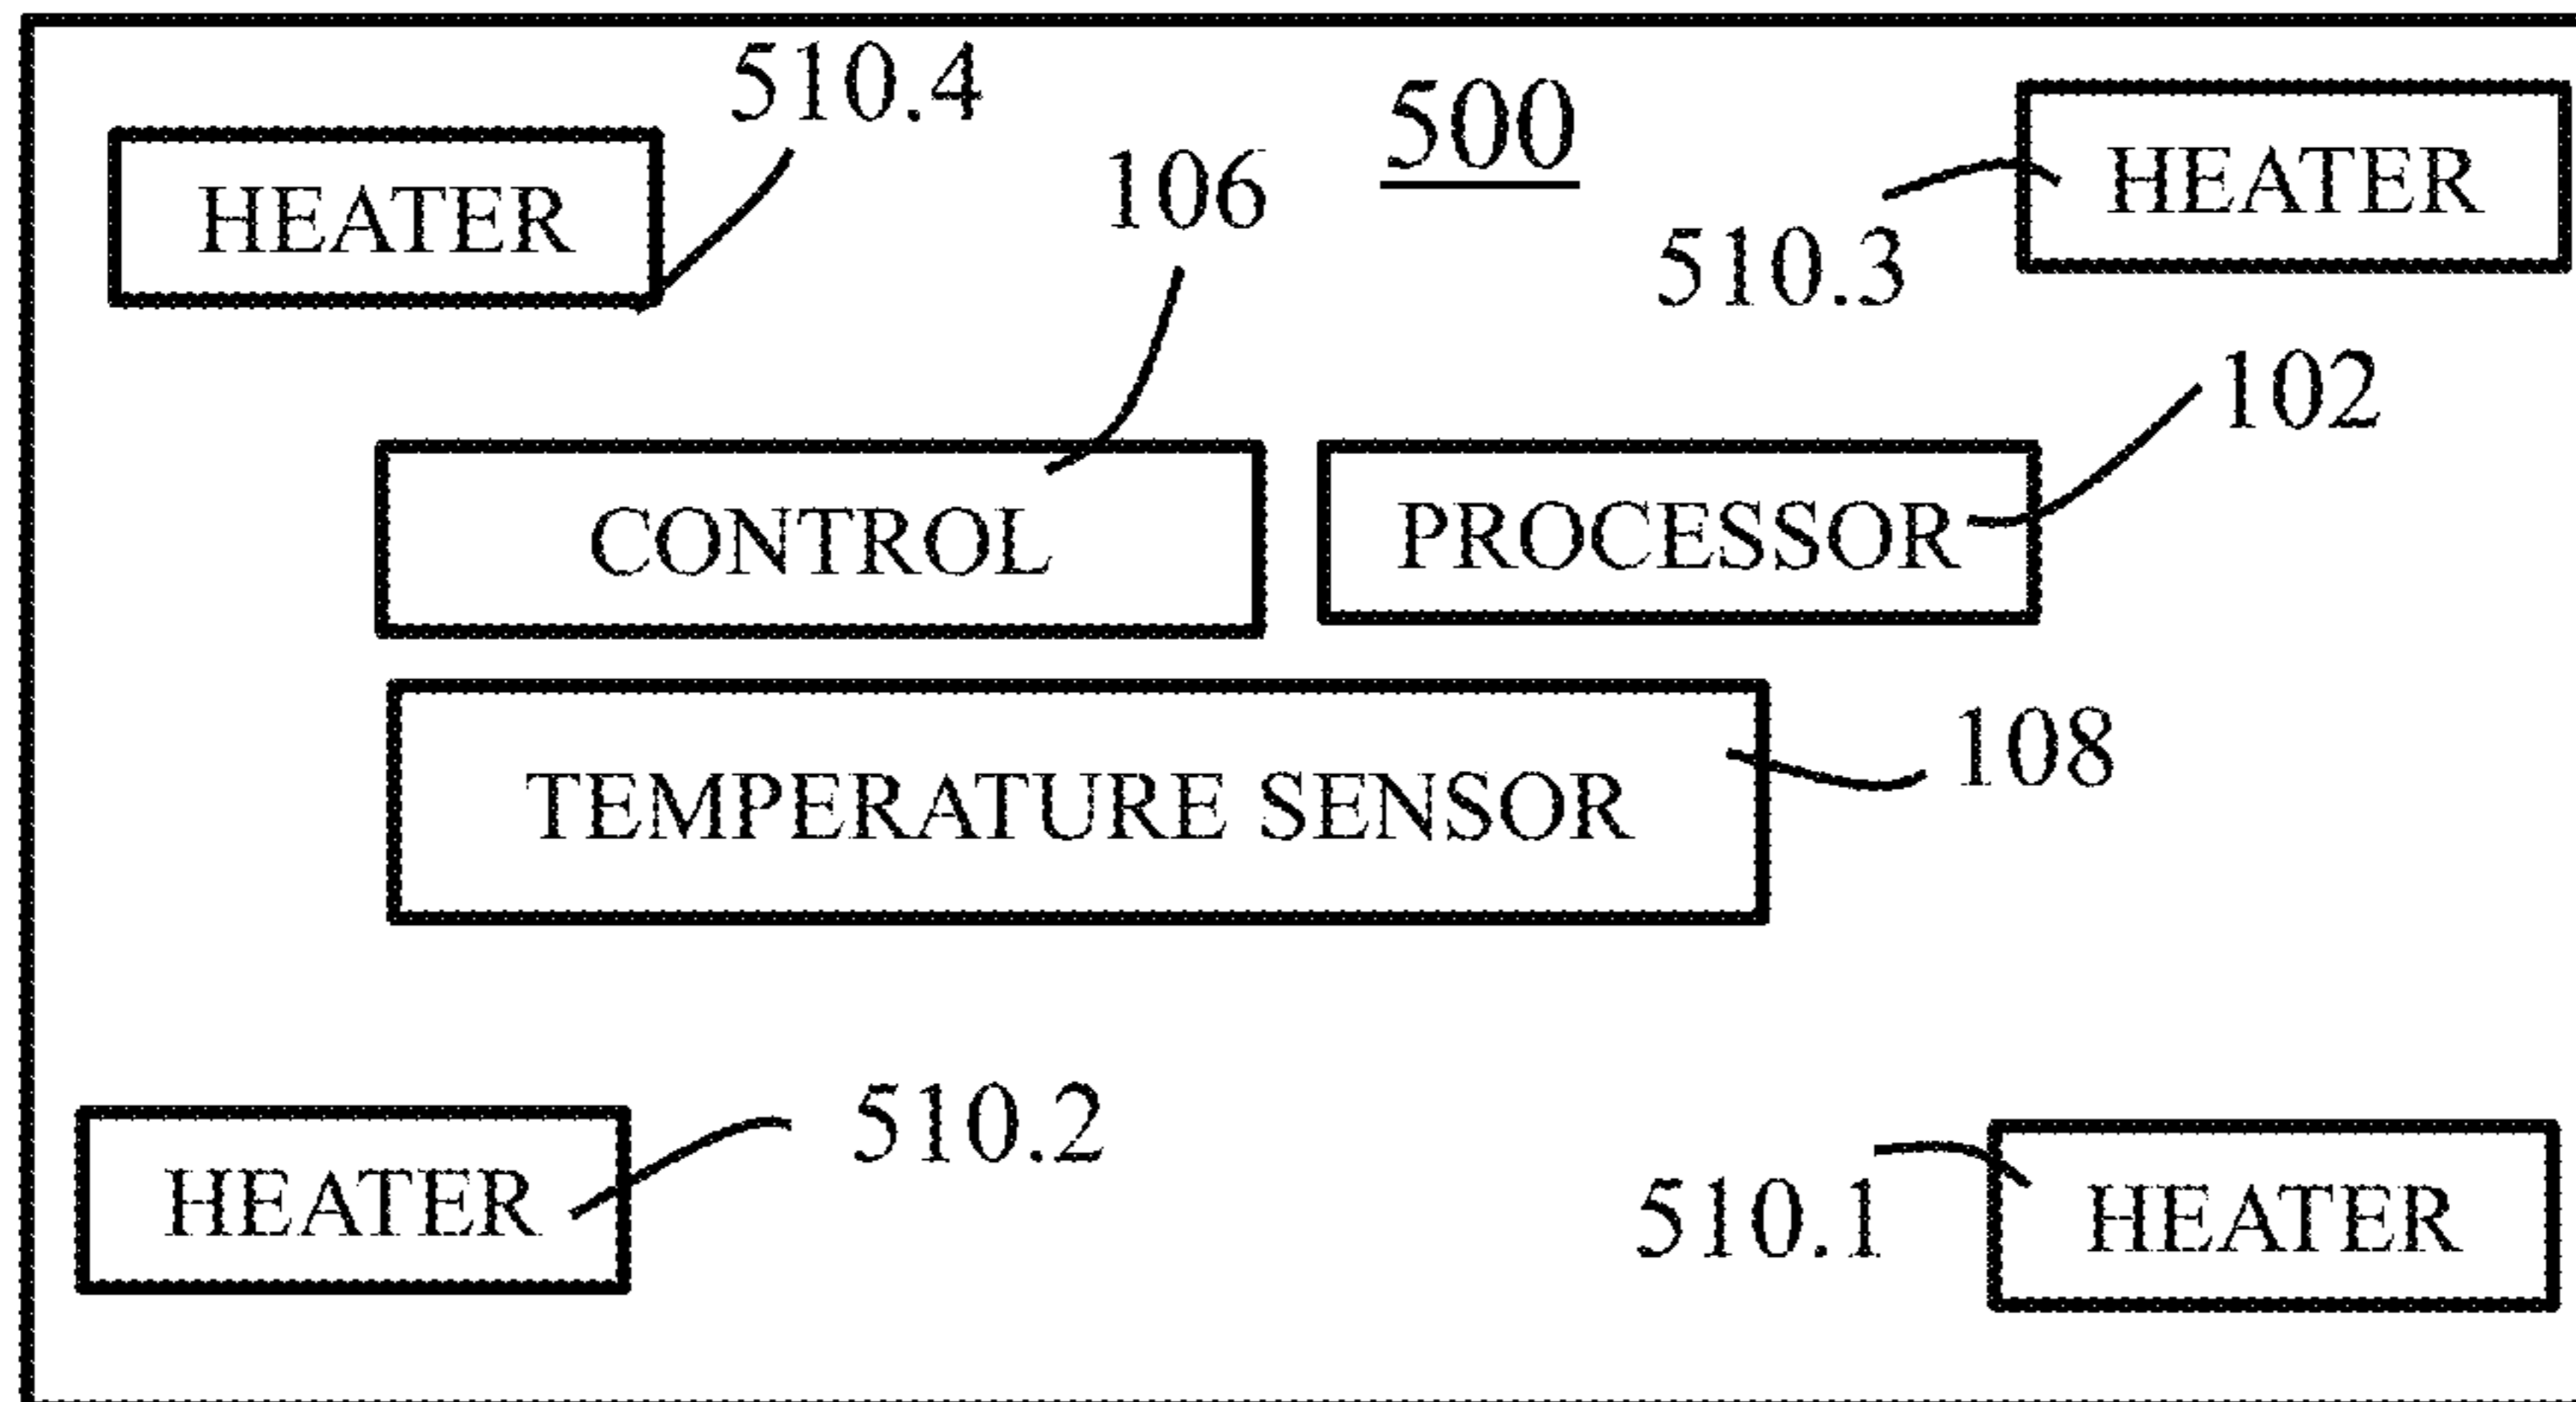 510.4
500
HEATER
106
HEATER
510.3
102
CONTROL
PROCESSOR
108
TEMPERATURE SENSOR
510.2
HEATER
510.1
HEATER